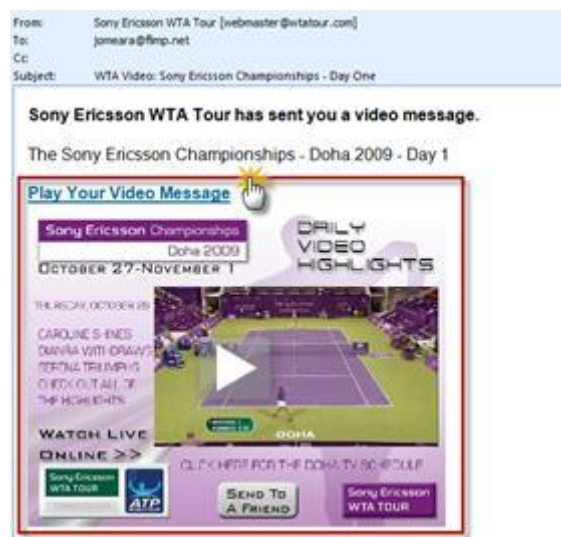 From: Sony Ericsson WTA Tour [webmaster@wtatour.com]
To: jomeara@flimp.net
Cc:
Subject: WTA Video: Sony Ericsson Championships - Day One
Sony Ericsson WTA Tour has sent you a video message.
The Sony Ericsson Championships - Doha 2009 - Day 1
Play Your Video Message
Sony Ericsson Championships
Doha 2009
OCTOBER 27-NOVEMBER 1
DAILY
VIDEO
HIGHLIGHTS
THURSDAY, OCTOBER
CAROLINE SHINES
WITHDRAWS
SERENA TRIUMPHS
CHECK OUT ALL OF
THE HIGHLIGHTS
DOHA
WATCH LIVE
ONLINE >>
CLICK HERE FOR THE DOHA TV SCHEDULE
Sony Ericsson
WTA TOUR
ATP
SEND TO
A FRIEND
Sony Ericsson
WTA TOUR